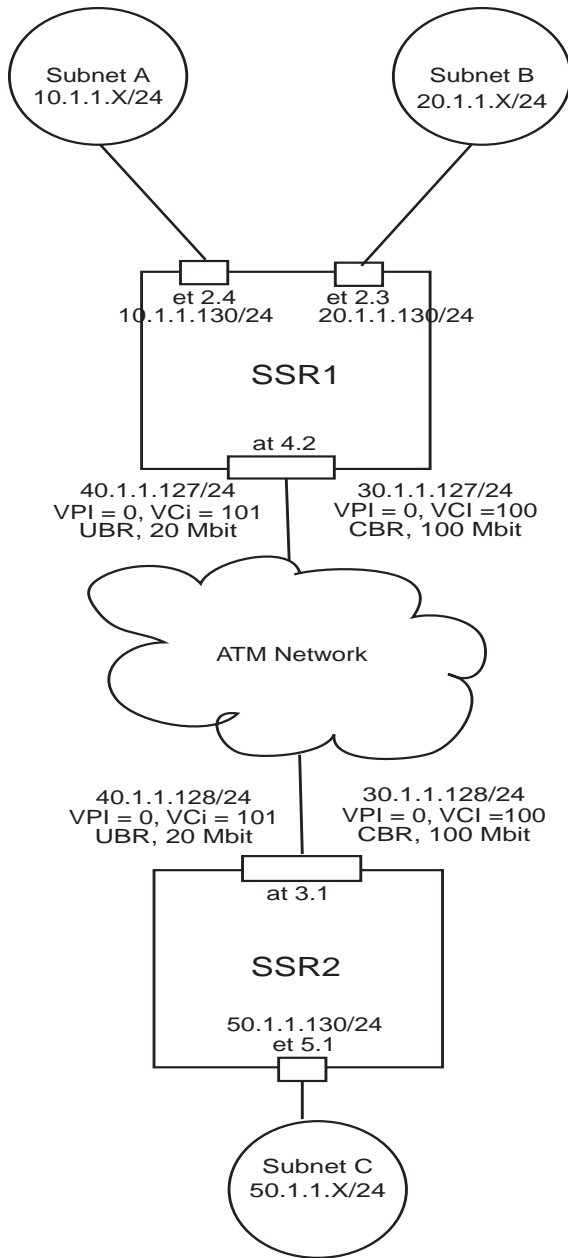 Subnet A
10.1.1.X/24
Subnet B
20.1.1.X/24
et 2.4
10.1.1.130/24
et 2.3
20.1.1.130/24
SSR1
at 4.2
40.1.1.127/24
VPI = 0, VCi = 101
UBR, 20 Mbit
30.1.1.127/24
VPI = 0, VCI =100
CBR, 100 Mbit
ATM Network
40.1.1.128/24
VPI = 0, VCi = 101
UBR, 20 Mbit
30.1.1.128/24
VPI = 0, VCI =100
CBR, 100 Mbit
at 3.1
SSR2
50.1.1.130/24
et 5.1
Subnet C
50.1.1.X/24